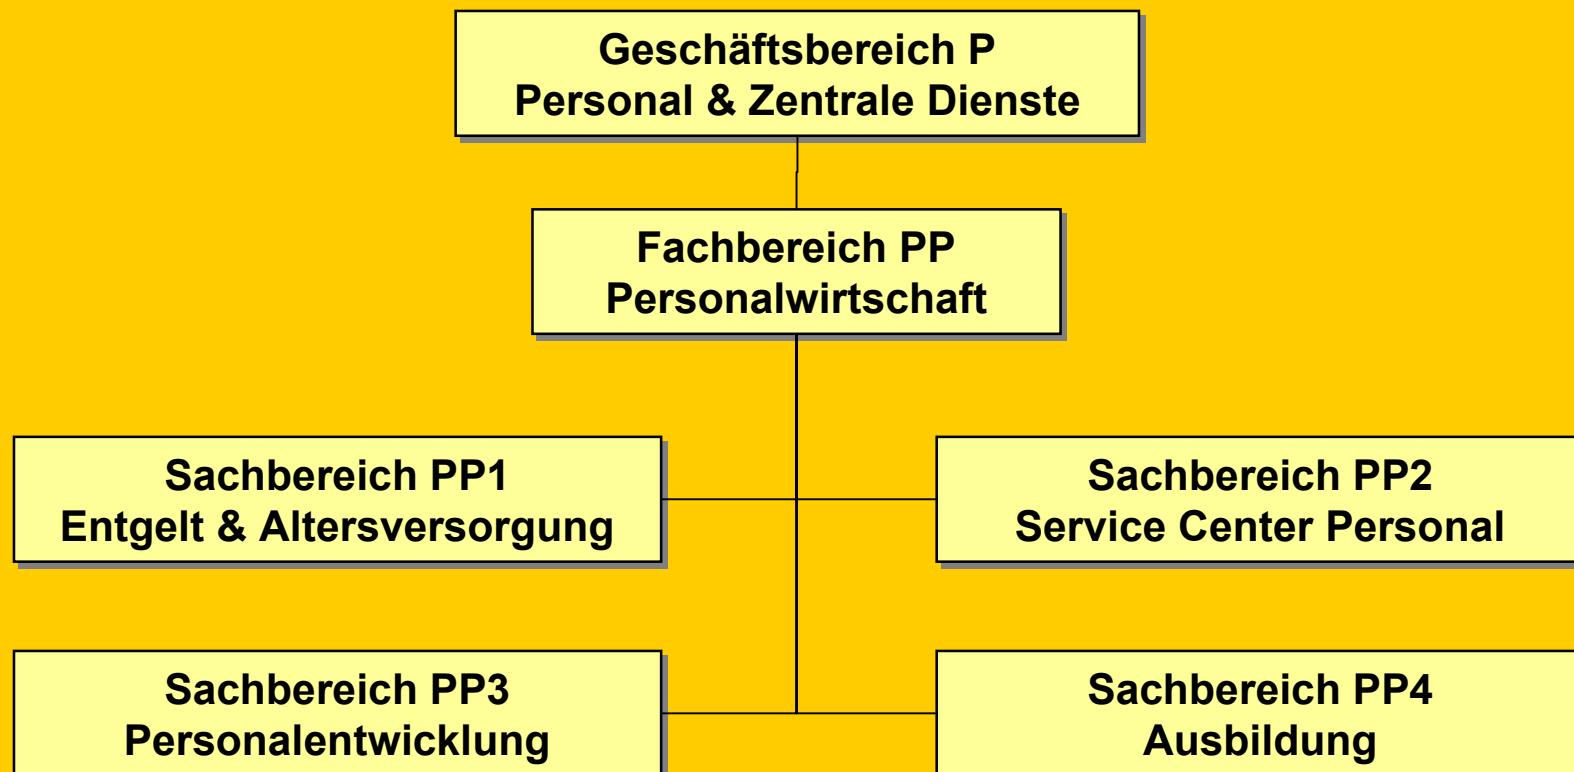 Geschäftsbereich P
Personal & Zentrale Dienste
Fachbereich PP
Personalwirtschaft
Sachbereich PP1
Entgelt & Altersversorgung
Sachbereich PP2
Service Center Personal
Sachbereich PP3
Personalentwicklung
Sachbereich PP4
Ausbildung